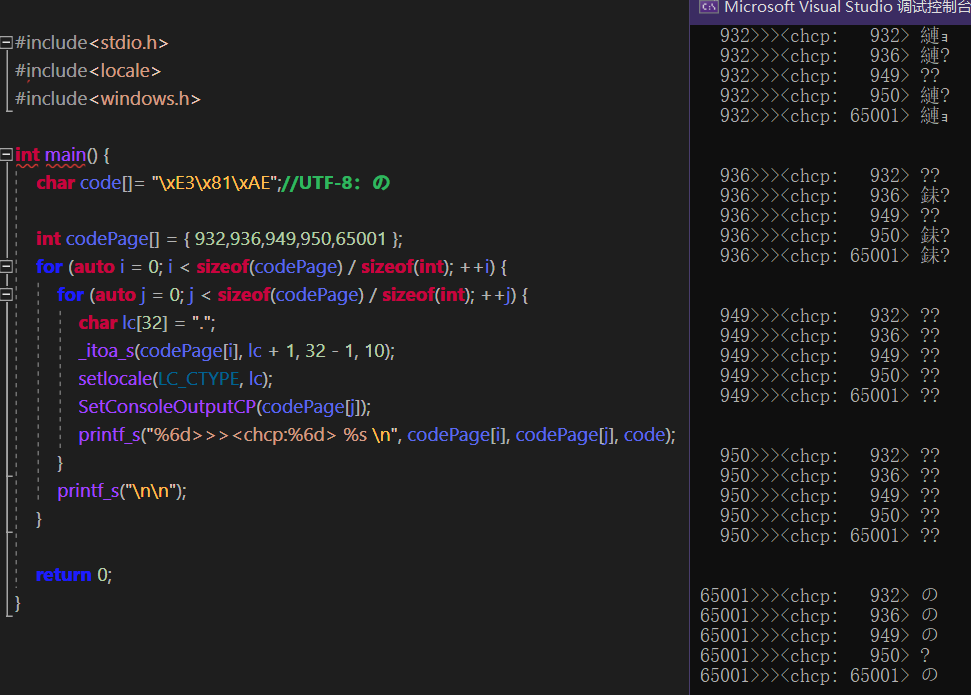 #include<stdio.h>
#include<locale>
#include<windows.h>
int main() {
char code[]= "\xE3\x81\xAE";//UTF-8: の
int codePage[] = { 932,936,949,950,65001 };
for (auto i = 0; i < sizeof(codePage) / sizeof(int); ++i) {
for (auto j = 0; j < sizeof(codePage) / sizeof(int); ++j) {
char lc[32] = ".";
_itoa_s(codePage[i], lc + 1, 32 - 1, 10);
setlocale(LC_CTYPE, lc);
SetConsoleOutputCP(codePage[j]);
printf_s("%6d>>><chcp:%6d> %s \n", codePage[i], codePage[j], code);
}
printf_s("\n\n");
}
return 0;
}
Microsoft Visual Studio 调试控制台
932>>><chcp:   932> 縺ョ
932>>><chcp:   936> 縺?
932>>><chcp:   949> ??
932>>><chcp:   950> 縺?
932>>><chcp: 65001> 縺ョ
936>>><chcp:   932> ??
936>>><chcp:   936> 銇?
936>>><chcp:   949> ??
936>>><chcp:   950> 銇?
936>>><chcp: 65001> 銇?
949>>><chcp:   932> ??
949>>><chcp:   936> ??
949>>><chcp:   949> ??
949>>><chcp:   950> ??
949>>><chcp: 65001> ??
950>>><chcp:   932> ??
950>>><chcp:   936> ??
950>>><chcp:   949> ??
950>>><chcp:   950> ??
950>>><chcp: 65001> ??
65001>>><chcp:   932> の
65001>>><chcp:   936> の
65001>>><chcp:   949> の
65001>>><chcp:   950> ?
65001>>><chcp: 65001> の